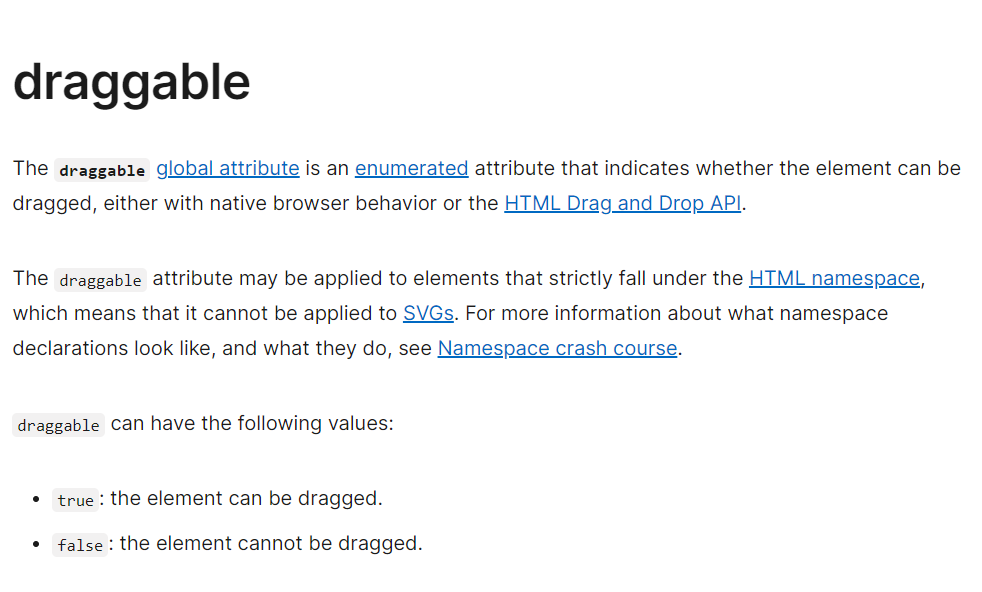 draggable
The draggable global attribute is an enumerated attribute that indicates whether the element can be
dragged, either with native browser behavior or the HTML Drag and Drop API.
The draggable attribute may be applied to elements that strictly fall under the HTML namespace,
which means that it cannot be applied to SVGs. For more information about what namespace
declarations look like, and what they do, see Namespace crash course.
draggable can have the following values:
• true: the element can be dragged.
• false: the element cannot be dragged.